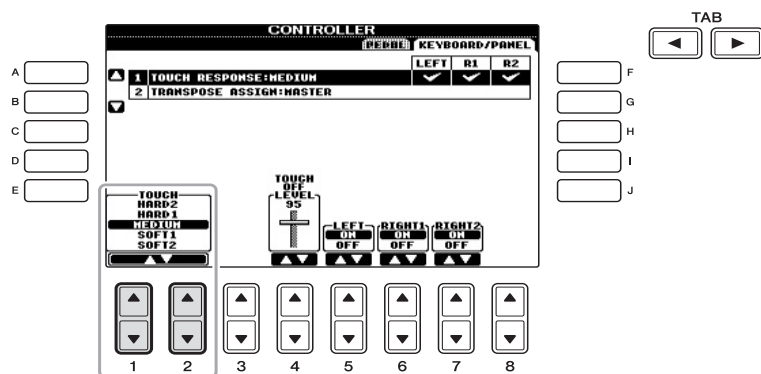 CONTROLLER
TAB
PEDAL KEYBOARD/PANEL
LEFT R1 R2
A
F
1 TOUCH RESPONSE:MEDIUM
2 TRANSPOSE ASSIGN:MASTER
B
G
C
H
D
I
E
J
TOUCH
HARD2
HARD1
MEDIUM
SOFT1
SOFT2
TOUCH
OFF
LEVEL
95
LEFT
ON
OFF
RIGHT1
ON
OFF
RIGHT2
ON
OFF
1 2 3 4 5 6 7 8